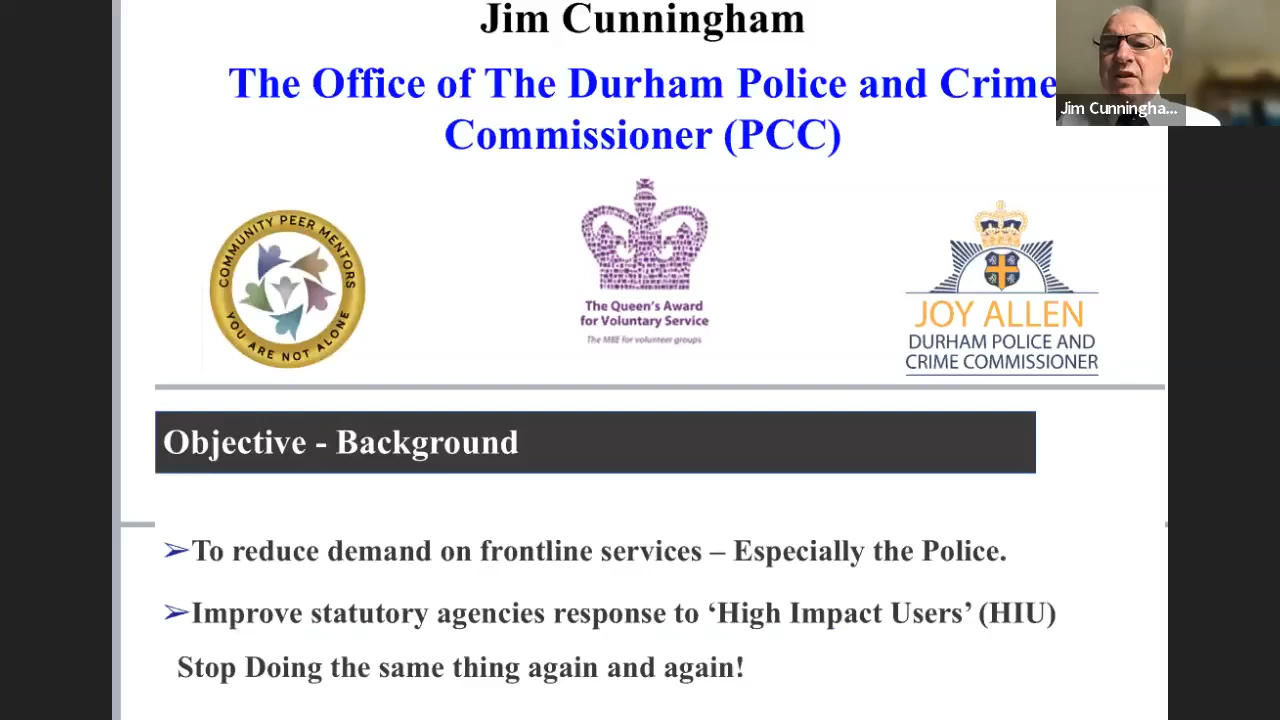 Jim Cunningham
The Office of The Durham Police and Crime
Commissioner (PCC)
Jim Cunningha...
COMMUNITY PEER MENTORS
YOU ARE NOT ALONE
The Queen's Award
for Voluntary Service
The MBE for volunteer groups
JOY ALLEN
DURHAM POLICE AND
CRIME COMMISSIONER
Objective - Background
➢To reduce demand on frontline services – Especially the Police.
➢Improve statutory agencies response to ‘High Impact Users’ (HIU)
Stop Doing the same thing again and again!